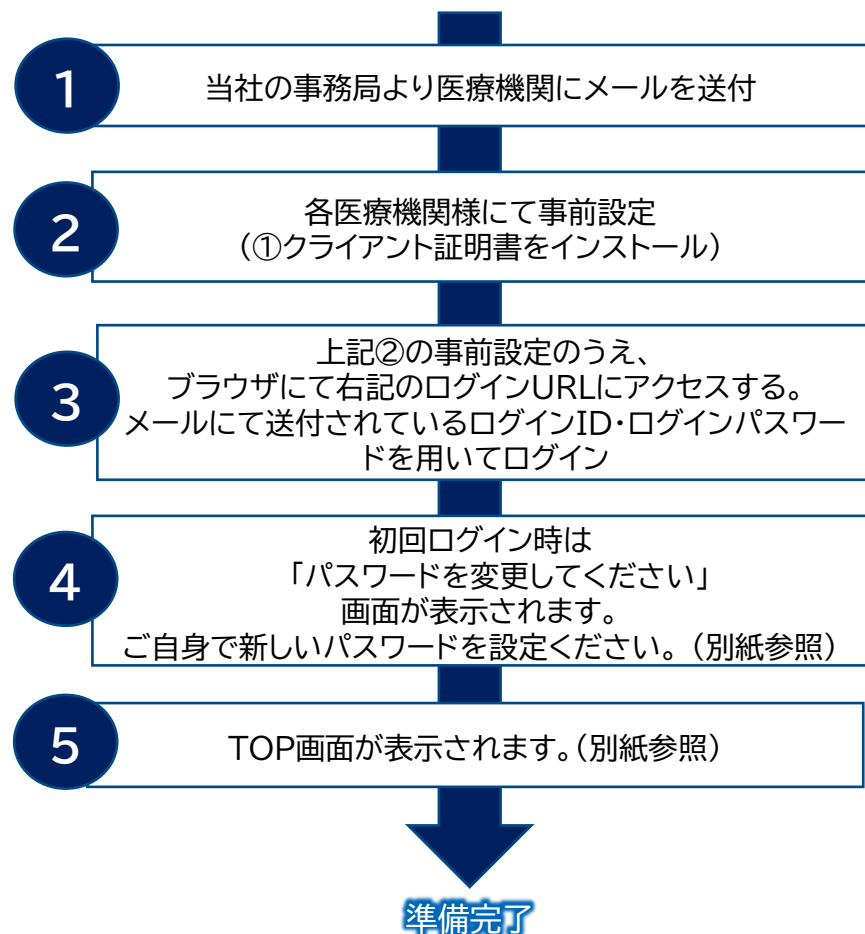 1
当社の事務局より医療機関にメールを送付
2
各医療機関様にて事前設定
（①クライアント証明書をインストール）
3
上記②の事前設定のうえ、
ブラウザにて右記のログインURLにアクセスする。
メールにて送付されているログインID・ログインパスワー
ドを用いてログイン
4
初回ログイン時は
「パスワードを変更してください」
画面が表示されます。
ご自身で新しいパスワードを設定ください。（別紙参照）
5
TOP画面が表示されます。（別紙参照）
準備完了